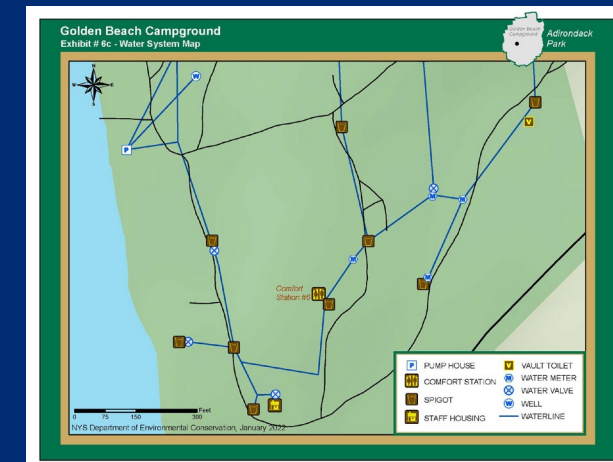 Golden Beach Campground
Exhibit # 6c - Water System Map
Golden Beach
Campground
Adirondack
Park
N
W
E
S
W
P
Comfort
Station #6
P PUMP HOUSE
COMFORT STATION
SPIGOT
STAFF HOUSING
V VAULT TOILET
WATER METER
WATER VALVE
WELL
WATERLINE
0 75 150 300 Feet
NYS Department of Environmental Conservation, January 2022